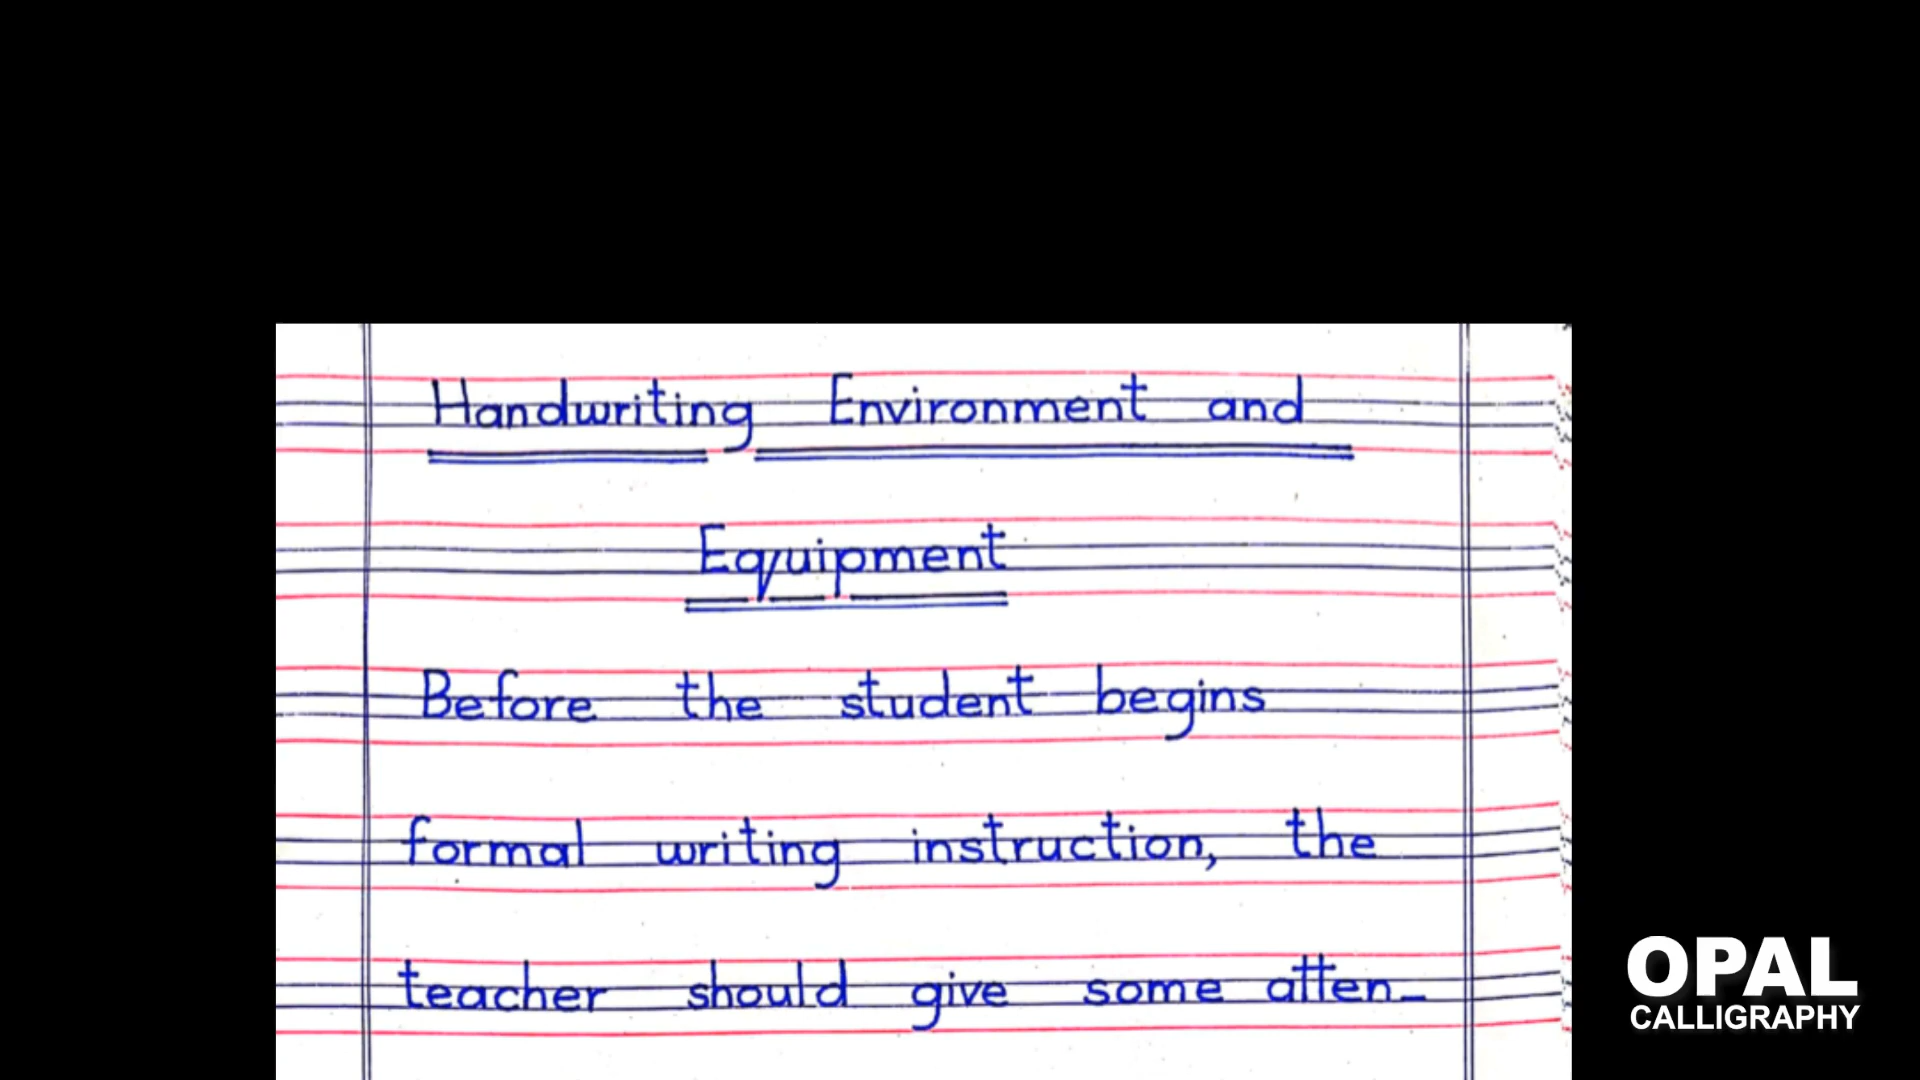 Handwriting Environment and
Equipment
Before the student begins
formal writing instruction, the
teacher should give some atten-
OPAL
CALLIGRAPHY